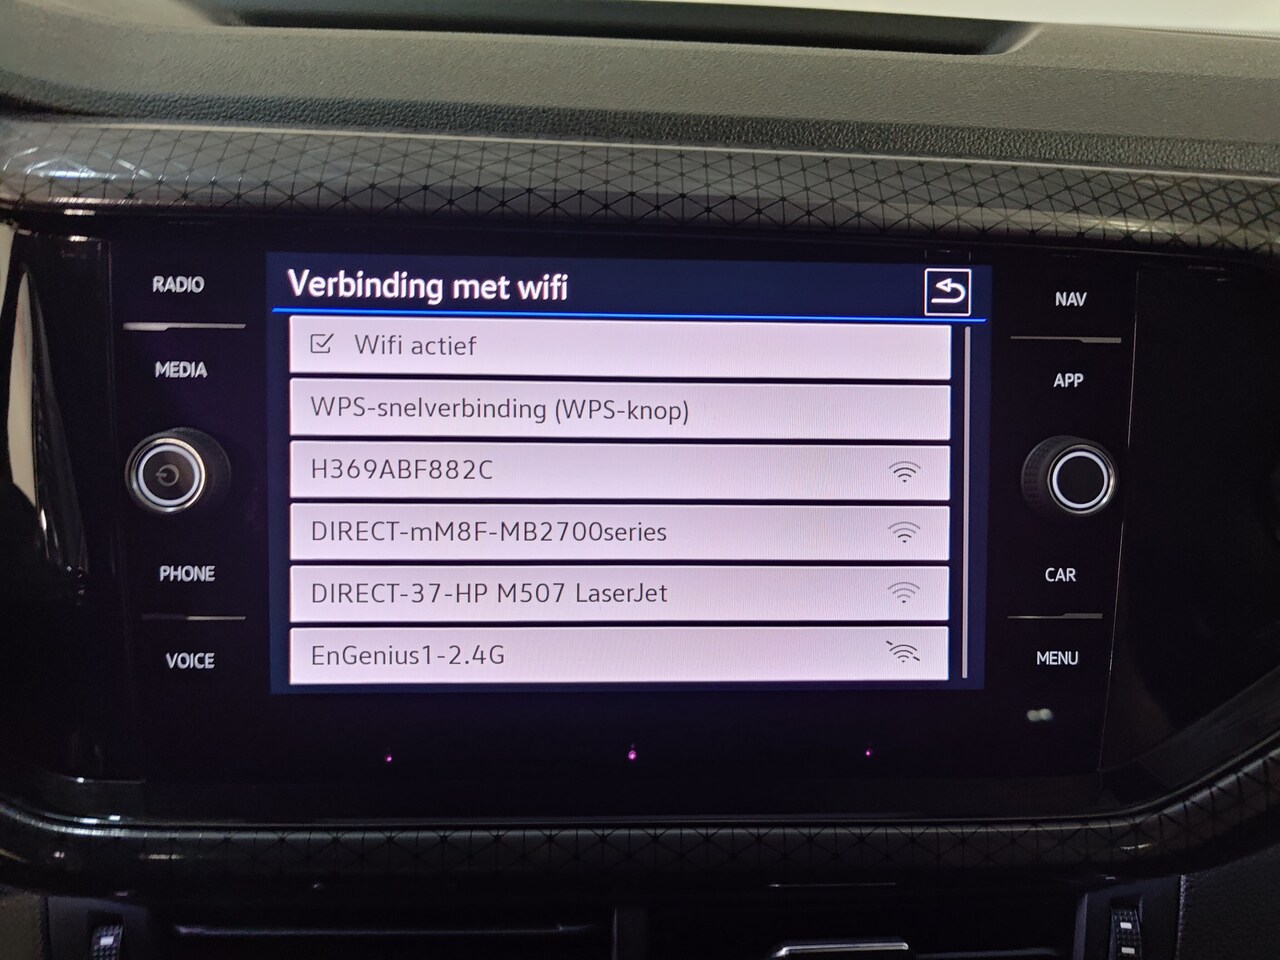 RADIO
MEDIA
PHONE
VOICE
Verbinding met wifi
Wifi actief
WPS-snelverbinding (WPS-knop)
H369ABF882C
DIRECT-mM8F-MB2700series
DIRECT-37-HP M507 LaserJet
EnGenius1-2.4G
NAV
APP
CAR
MENU